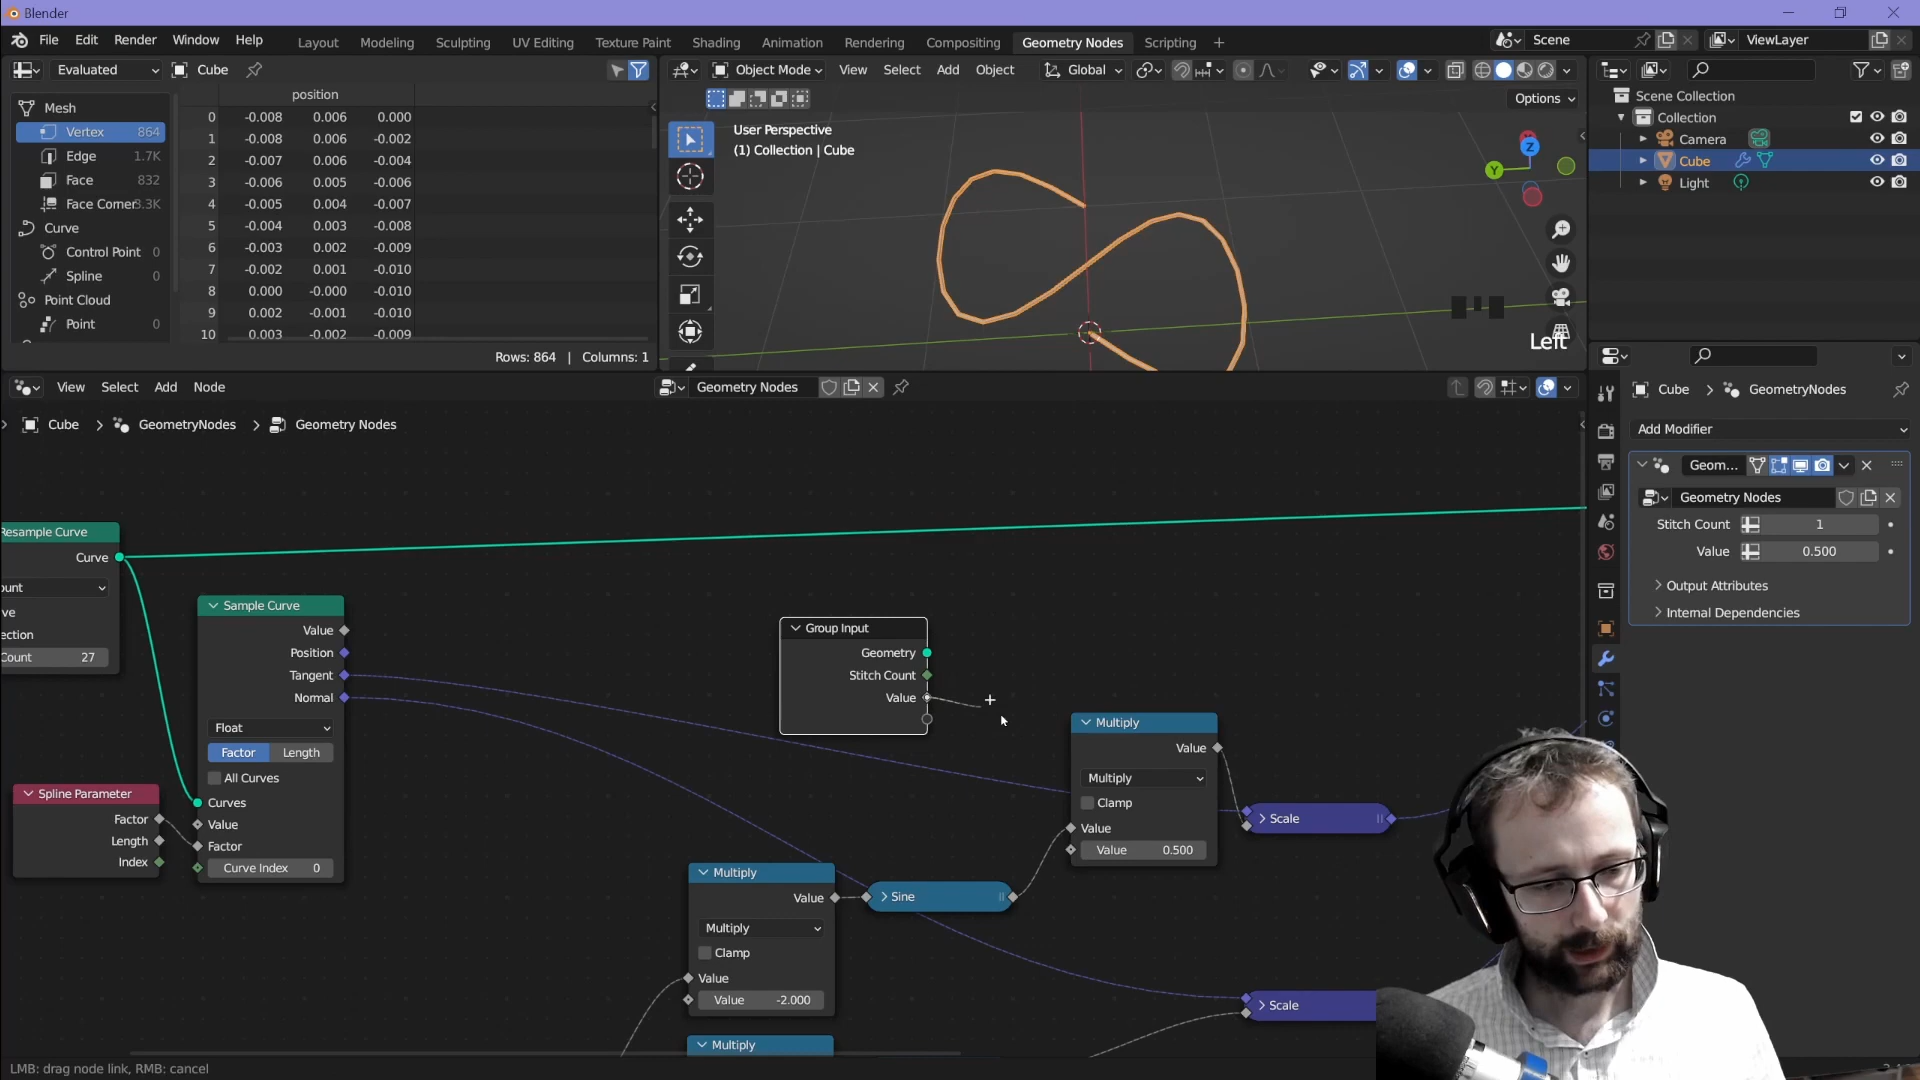 Blender
File Edit Render Window Help Layout Modeling Sculpting UV Editing Texture Paint Shading Animation Rendering Compositing Geometry Nodes Scripting + Scene ViewLayer
Evaluated Cube
Object Mode View Select Add Object Global
Options
position
Mesh
Vertex 864
Edge 1.7K
Face 832
Face Corner 3.3K
Curve
Control Point 0
Spline 0
Point Cloud
Point 0
0 -0.008 0.006 0.000
1 -0.008 0.006 -0.002
2 -0.007 0.006 -0.004
3 -0.006 0.005 -0.006
4 -0.005 0.004 -0.007
5 -0.004 0.003 -0.008
6 -0.003 0.002 -0.009
7 -0.002 0.001 -0.010
8 0.000 -0.000 -0.010
9 0.002 -0.001 -0.010
10 0.003 -0.002 -0.009
Rows: 864 | Columns: 1
User Perspective
(1) Collection | Cube
Z
Y
Left
Scene Collection
Collection
Camera
Cube
Light
View Select Add Node Geometry Nodes
Cube > GeometryNodes > Geometry Nodes
Cube > GeometryNodes
Add Modifier
Geom...
Geometry Nodes
Stitch Count 1
Value 0.500
Output Attributes
Internal Dependencies
Resample Curve
Curve
ount
ve
ection
Count 27
Sample Curve
Value
Position
Tangent
Normal
Float
Factor Length
All Curves
Curves
Value
Factor
Curve Index 0
Spline Parameter
Factor
Length
Index
Group Input
Geometry
Stitch Count
Value
Multiply
Value
Multiply
Clamp
Value
Value 0.500
Scale
Multiply
Value
Multiply
Clamp
Value
Value -2.000
Sine
Scale
Multiply
LMB: drag node link, RMB: cancel